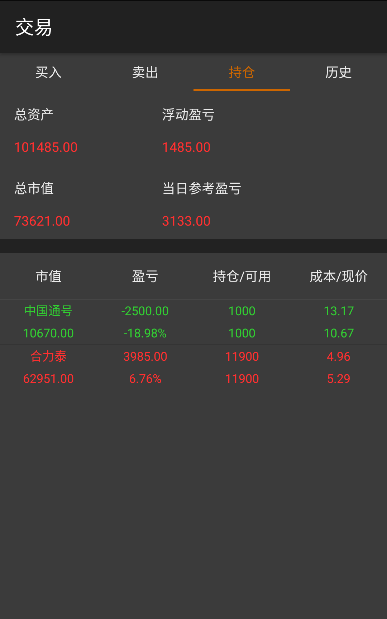 交易
买入 卖出 持仓 历史
总资产 浮动盈亏
101485.00 1485.00
总市值 当日参考盈亏
73621.00 3133.00
市值 盈亏 持仓/可用 成本/现价
中国通号 -2500.00 1000 13.17
10670.00 -18.98% 1000 10.67
合力泰 3985.00 11900 4.96
62951.00 6.76% 11900 5.29